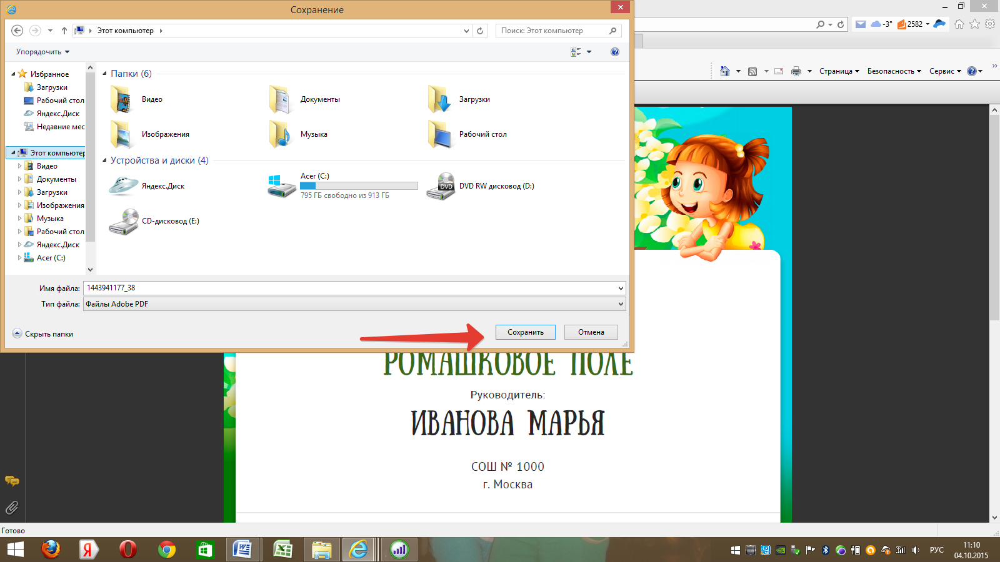 Сохранение
Этот компьютер
Поиск: Этот компьютер
-3°
2582
Упорядочить
Страница
Безопасность
Сервис
Избранное
Загрузки
Рабочий стол
Яндекс.Диск
Недавние мес
Этот компьютер
Видео
Документы
Загрузки
Изображения
Музыка
Рабочий стол
Яндекс.Диск
Acer (C:)
Папки (6)
Видео
Документы
Загрузки
Изображения
Музыка
Рабочий стол
Устройства и диски (4)
Яндекс.Диск
Acer (C:)
795 ГБ свободно из 913 ГБ
DVD
DVD RW дисковод (D:)
CD-дисковод (E:)
Имя файла: 1443941177_38
Тип файла: Файлы Adobe PDF
Скрыть папки
Сохранить
Отмена
РОМАШКОВОЕ ПОЛЕ
Руководитель:
ИВАНОВА МАРЬЯ
СОШ № 1000
г. Москва
Готово
РУС
11:10
04.10.2015